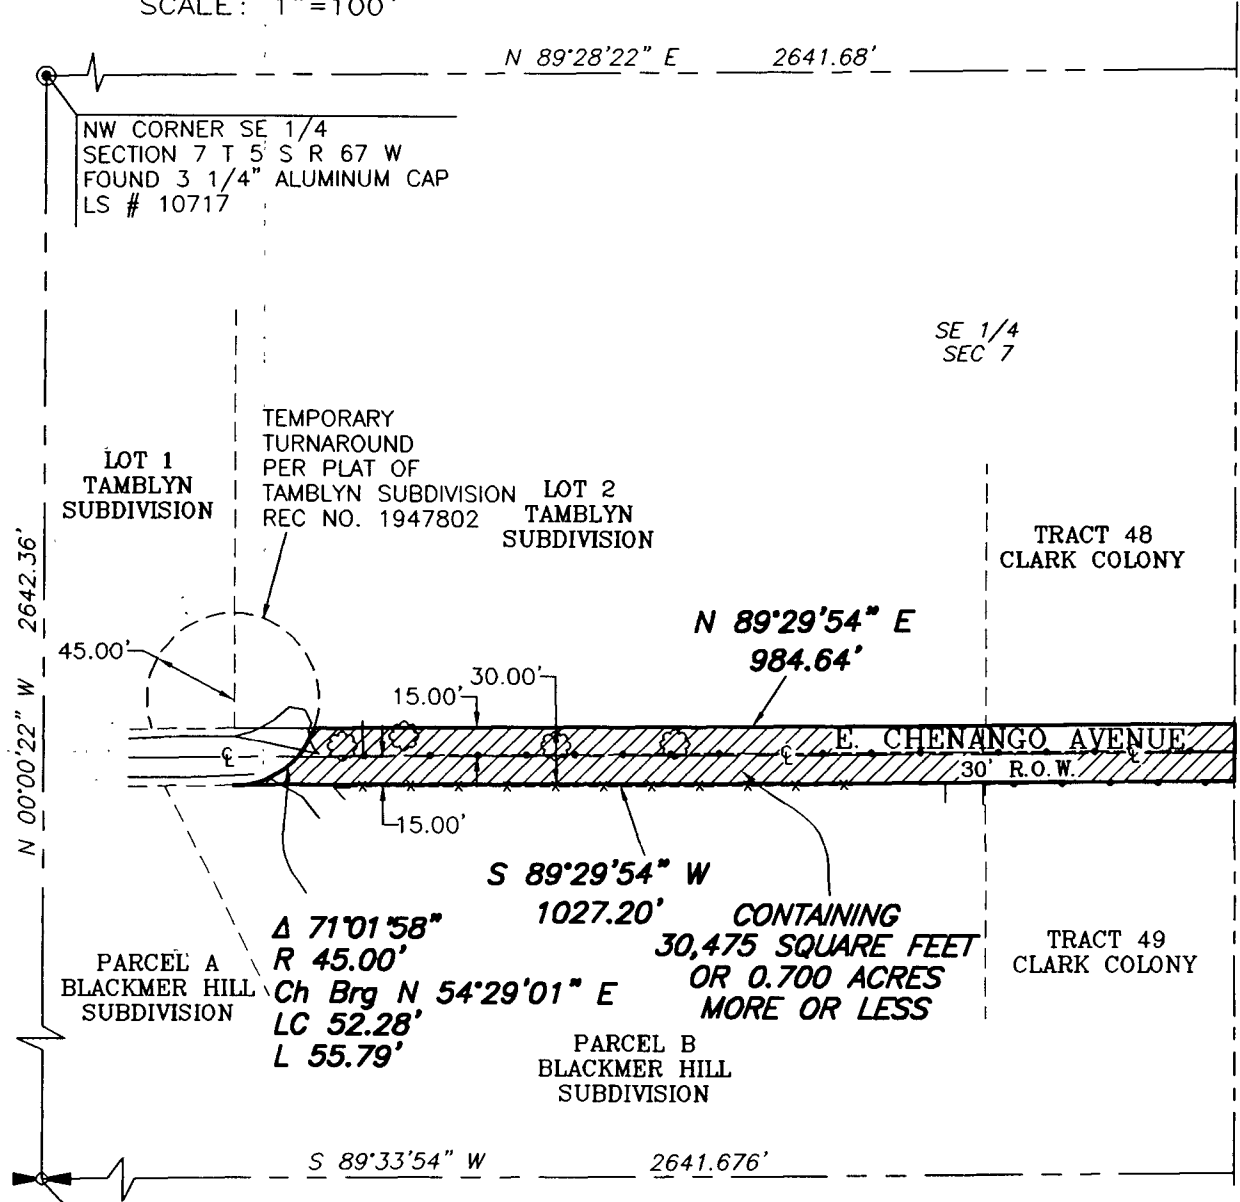 SCALE: 1"=100'
N 89°28'22" E 2641.68'
NW CORNER SE 1/4
SECTION 7 T 5 S R 67 W
FOUND 3 1/4" ALUMINUM CAP
LS # 10717
SE 1/4
SEC 7
TEMPORARY
TURNAROUND
PER PLAT OF
TAMBLYN SUBDIVISION
REC NO. 1947802
LOT 1
TAMBLYN
SUBDIVISION
LOT 2
TAMBLYN
SUBDIVISION
TRACT 48
CLARK COLONY
N 00°00'22" W 2642.36'
N 89°29'54" E
984.64'
45.00'
30.00'
15.00'
E. CHENANGO AVENUE
30' R.O.W.
15.00'
S 89°29'54" W
1027.20'
CONTAINING
30,475 SQUARE FEET
OR 0.700 ACRES
MORE OR LESS
Δ 71°01'58"
R 45.00'
Ch Brg N 54°29'01" E
LC 52.28'
L 55.79'
PARCEL A
BLACKMER HILL
SUBDIVISION
TRACT 49
CLARK COLONY
PARCEL B
BLACKMER HILL
SUBDIVISION
S 89°33'54" W 2641.676'